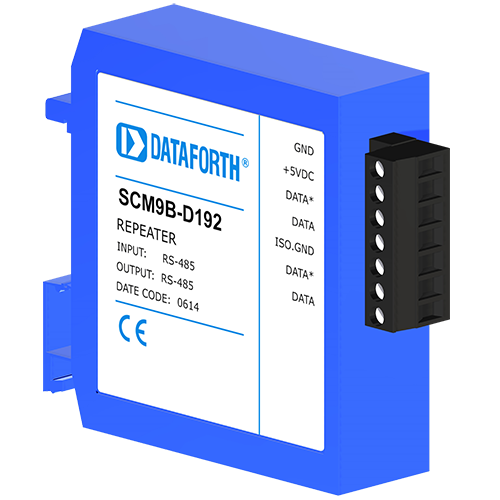 DATAFORTH®
SCM9B-D192
REPEATER
INPUT: RS-485
OUTPUT: RS-485
DATE CODE: 0614
CE
GND
+5VDC
DATA*
DATA
ISO.GND
DATA*
DATA